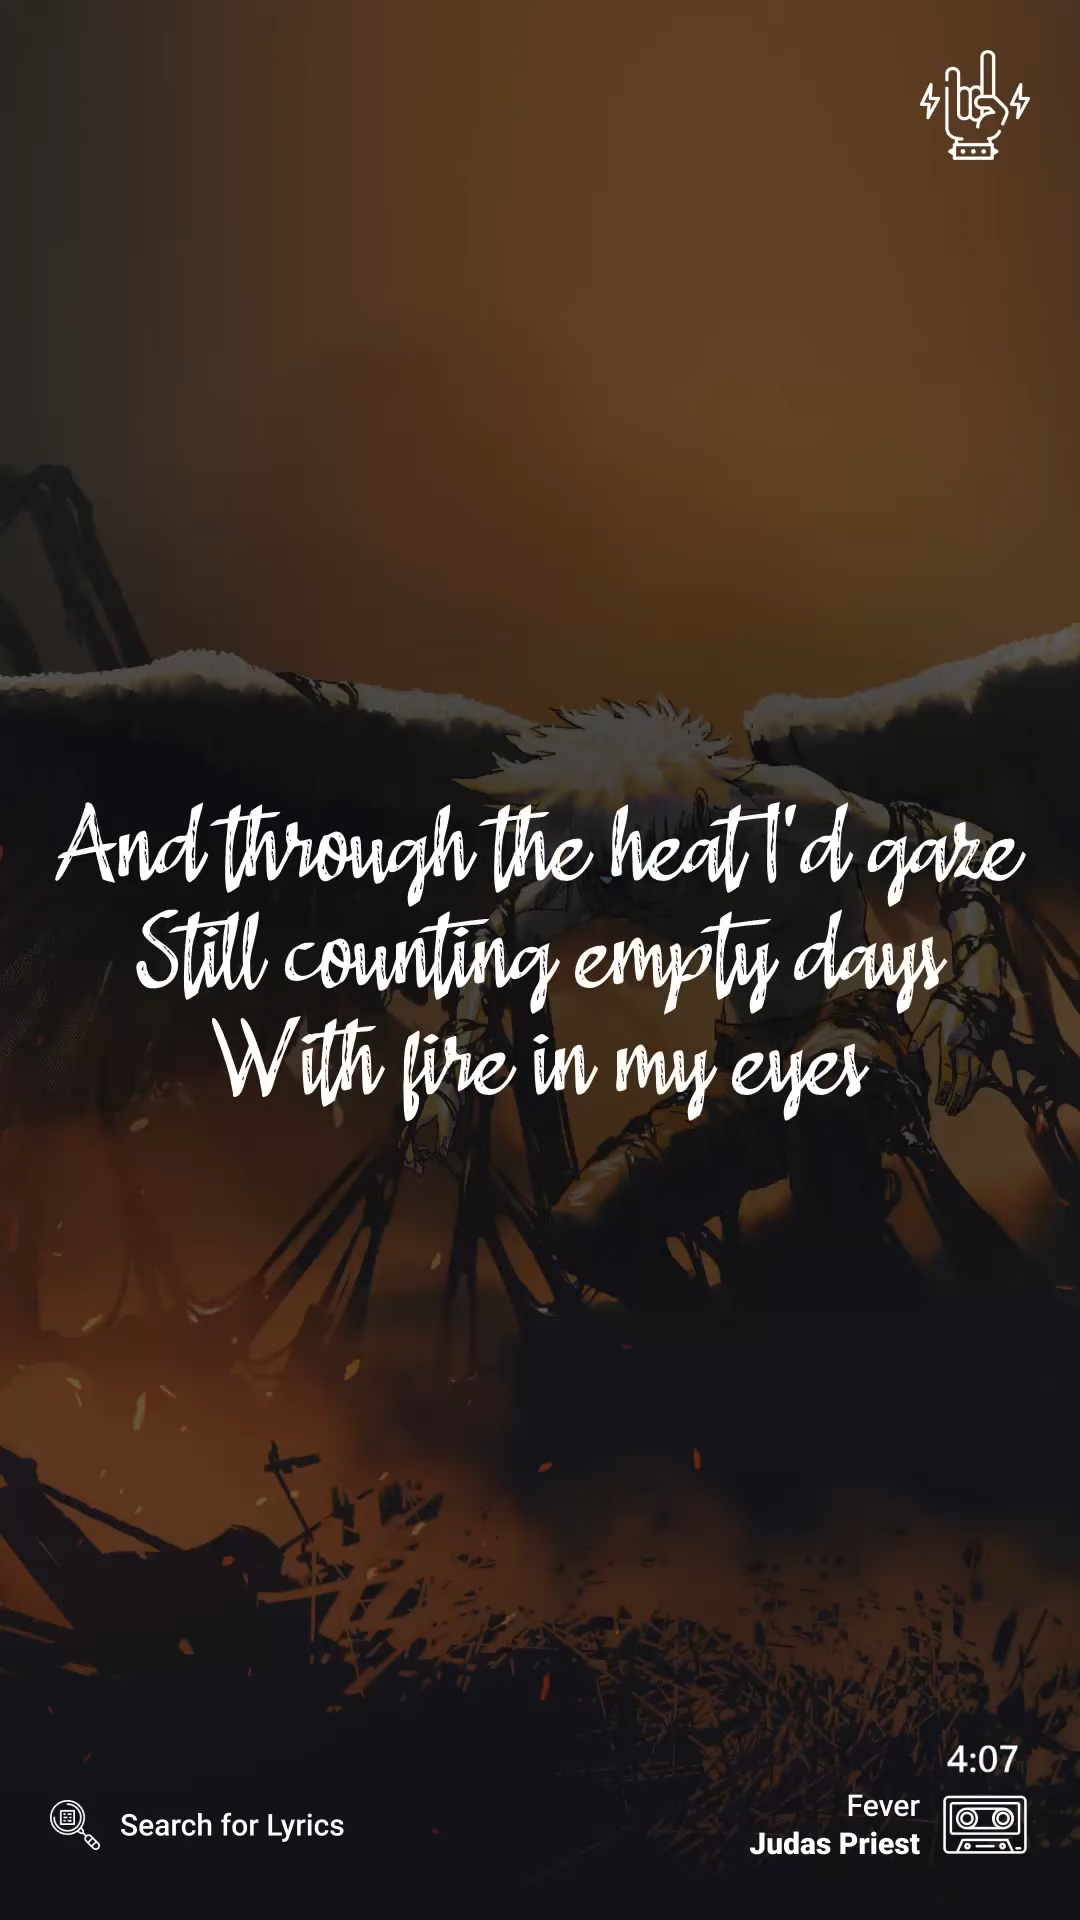 And through the heat I'd gaze
Still counting empty days
With fire in my eyes
4:07
Search for Lyrics
Fever
Judas Priest